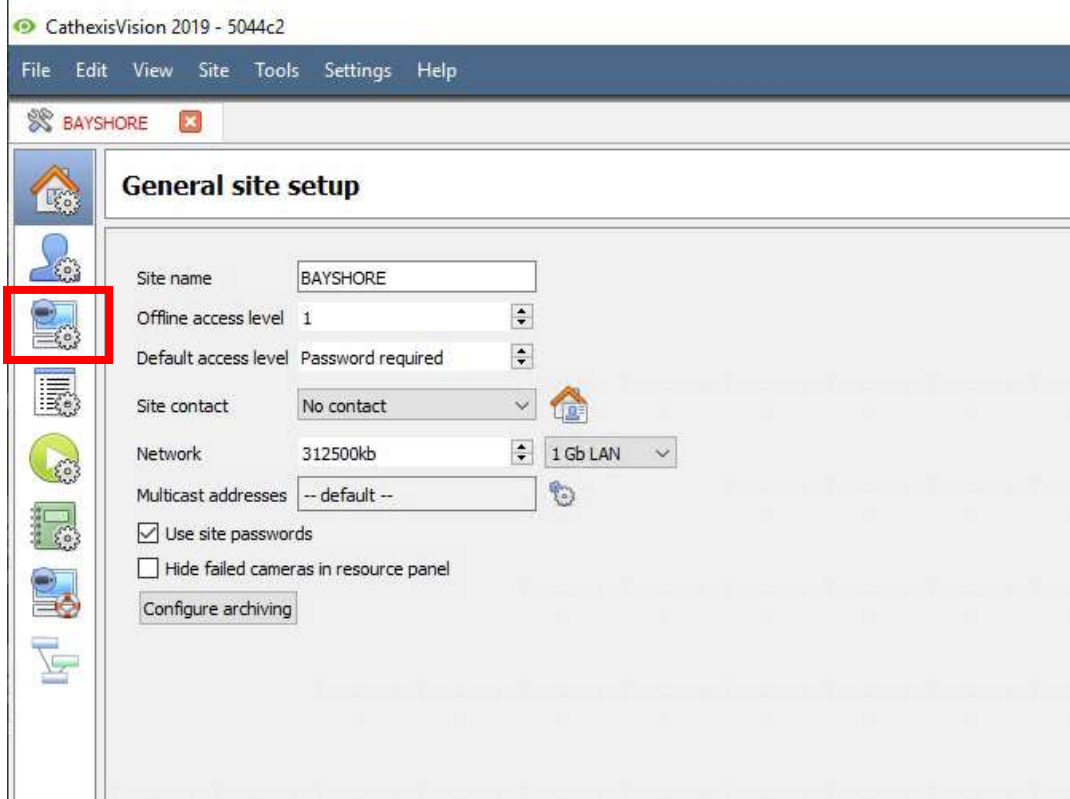 CathexisVision 2019 - 5044c2
File Edit View Site Tools Settings Help
BAYSHORE
General site setup
Site name BAYSHORE
Offline access level 1
Default access level Password required
Site contact No contact
Network 312500kb 1 Gb LAN
Multicast addresses -- default --
Use site passwords
Hide failed cameras in resource panel
Configure archiving